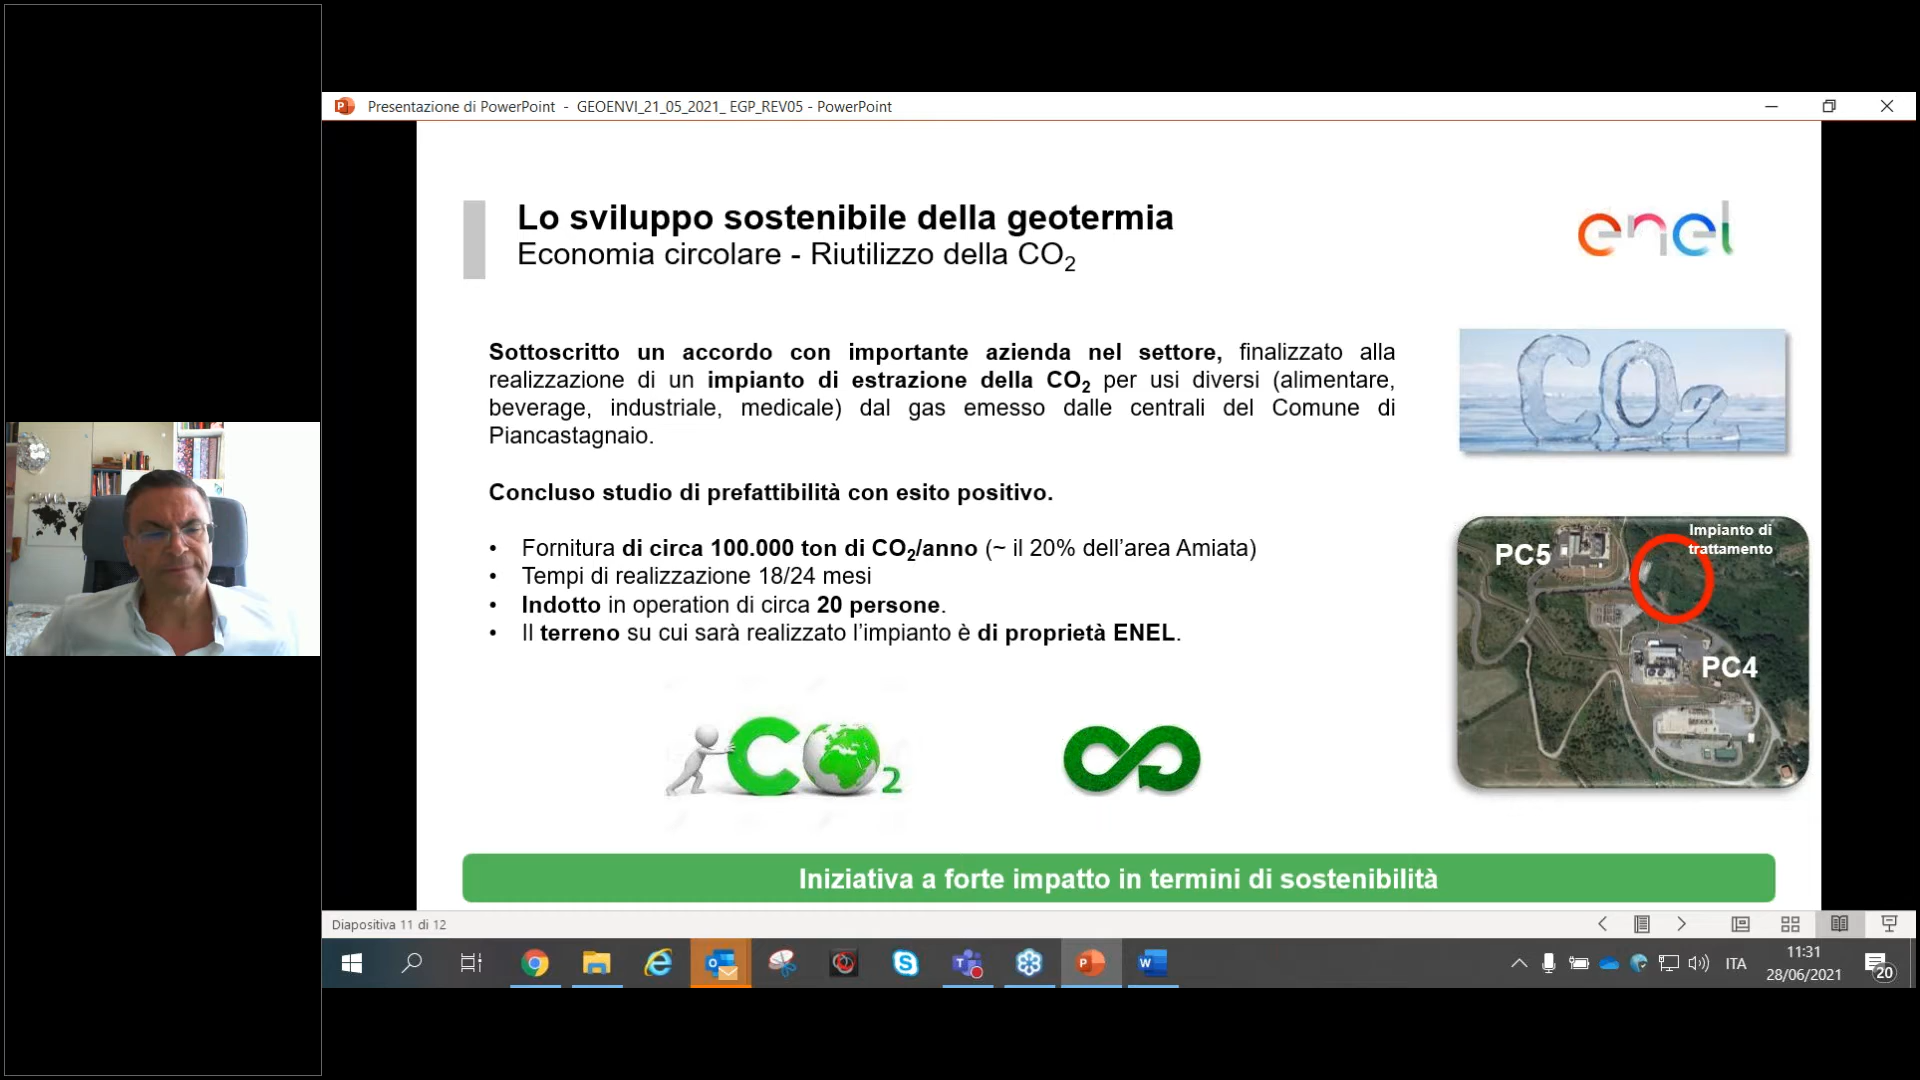 Presentazione di PowerPoint - GEOENVI_21_05_2021_ EGP_REV05 - PowerPoint
Lo sviluppo sostenibile della geotermia
Economia circolare - Riutilizzo della CO2
enel
Sottoscritto un accordo con importante azienda nel settore, finalizzato alla
realizzazione di un impianto di estrazione della CO2 per usi diversi (alimentare,
beverage, industriale, medicale) dal gas emesso dalle centrali del Comune di
Piancastagnaio.
CO2
Concluso studio di prefattibilità con esito positivo.
• Fornitura di circa 100.000 ton di CO2/anno (~ il 20% dell’area Amiata)
• Tempi di realizzazione 18/24 mesi
• Indotto in operation di circa 20 persone.
• Il terreno su cui sarà realizzato l’impianto è di proprietà ENEL.
Impianto di
trattamento
PC5
PC4
CO2
Iniziativa a forte impatto in termini di sostenibilità
Diapositiva 11 di 12
ITA
11:31
28/06/2021
20